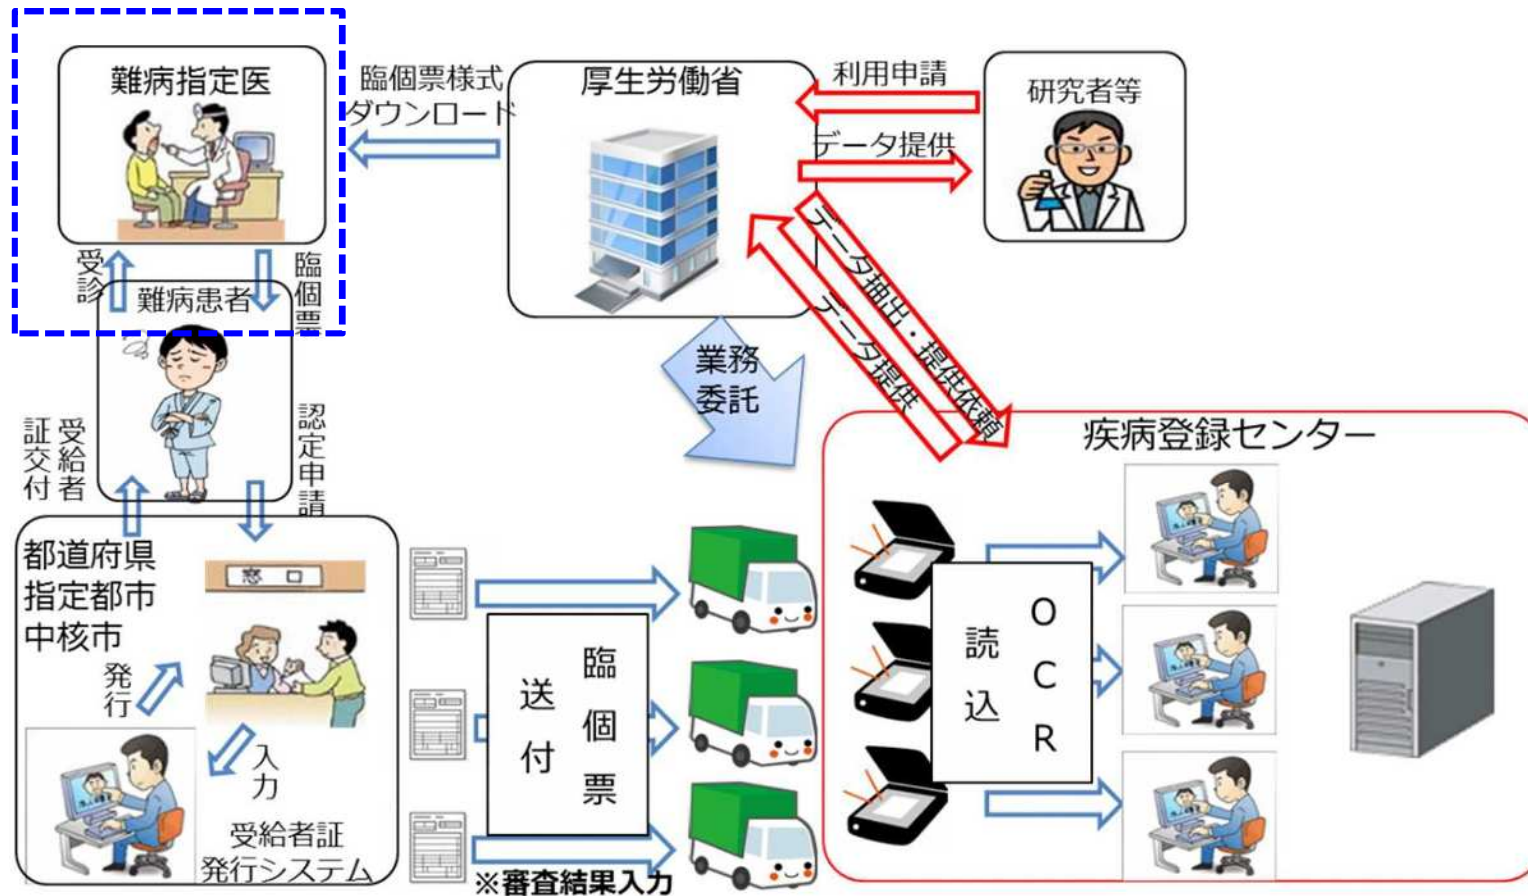 難病指定医
臨個票様式
ダウンロード
厚生労働省
利用申請
データ提供
研究者等
受診
臨個票
難病患者
データ抽出・提供依頼
データ提供
業務
委託
受給者
証交付
認定申請
疾病登録センター
都道府県
指定都市
中核市
窓口
発行
入力
受給者証
発行システム
臨個票
送付
※審査結果入力
OCR
読込